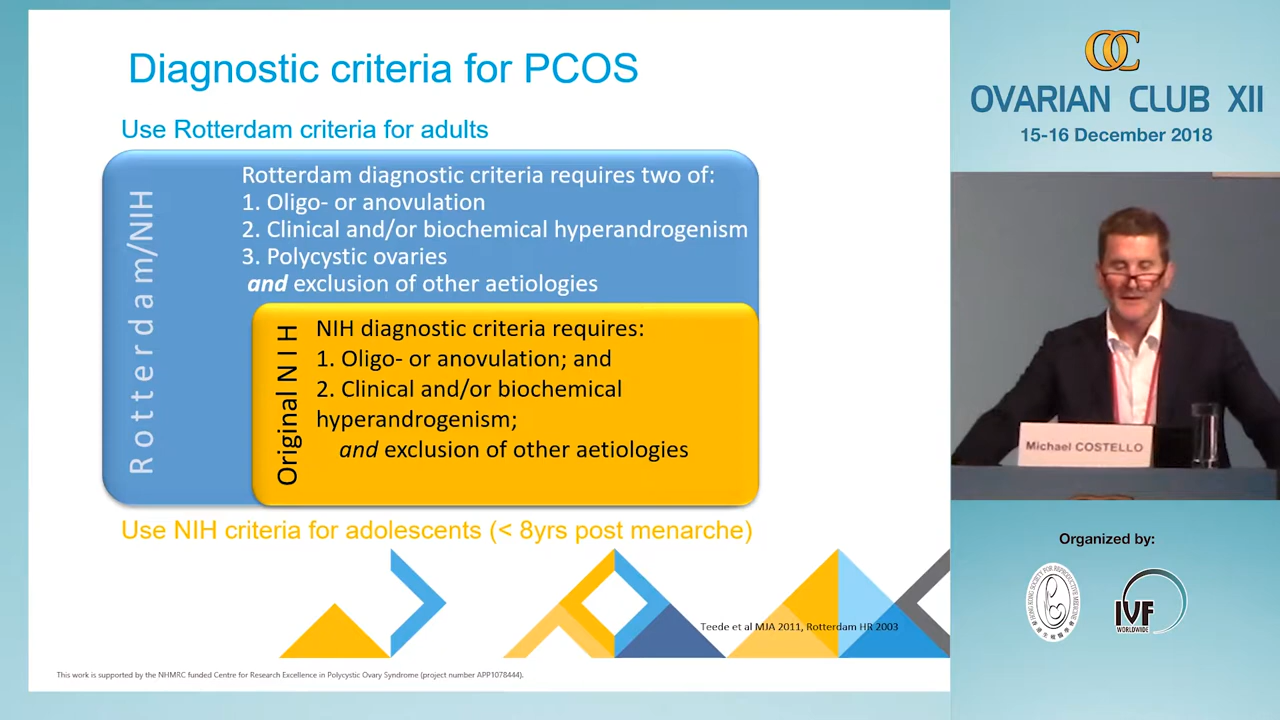 Diagnostic criteria for PCOS
Use Rotterdam criteria for adults
Rotterdam/NIH
Rotterdam diagnostic criteria requires two of:
1. Oligo- or anovulation
2. Clinical and/or biochemical hyperandrogenism
3. Polycystic ovaries
and exclusion of other aetiologies
Original NIH
NIH diagnostic criteria requires:
1. Oligo- or anovulation; and
2. Clinical and/or biochemical
hyperandrogenism;
and exclusion of other aetiologies
Use NIH criteria for adolescents (< 8yrs post menarche)
Teede et al MJA 2011, Rotterdam HR 2003
This work is supported by the NHMRC funded Centre for Research Excellence in Polycystic Ovary Syndrome (project number APP1078444).
OC
OVARIAN CLUB XII
15-16 December 2018
Michael COSTELLO
Organized by:
IVF
WORLDWIDE